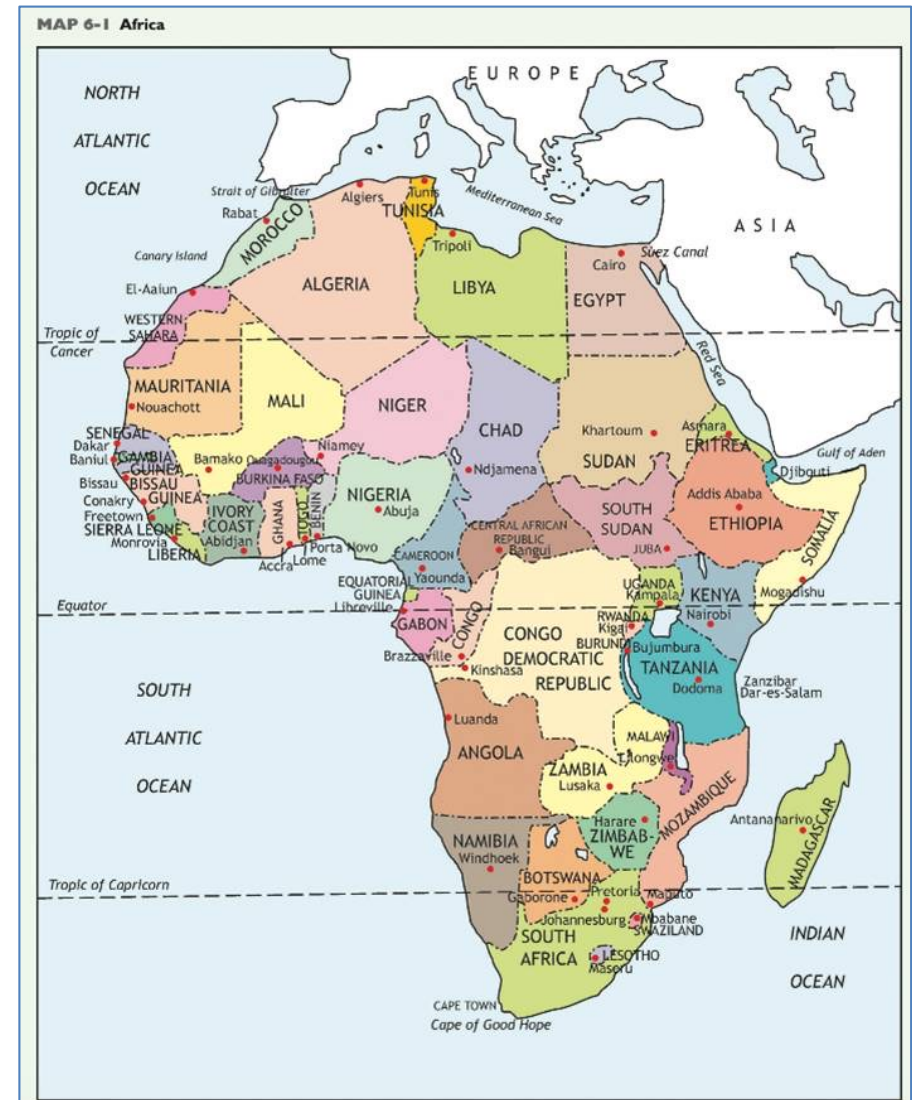 MAP 6-1 Africa
EUROPE
NORTH
ATLANTIC
OCEAN
ASIA
Strait of Gibralter
Mediterranean Sea
Rabat
MOROCCO
Algiers
Tunis
TUNISIA
Tripoli
Cairo
Suez Canal
Canary Island
El-Aaiun
ALGERIA
LIBYA
EGYPT
WESTERN
SAHARA
Tropic of
Cancer
Red Sea
MAURITANIA
Nouachott
MALI
NIGER
CHAD
Khartoum
SUDAN
Asmara
ERITREA
Gulf of Aden
Djibouti
SENEGAL
Dakar
GAMBIA
Banjul
GUINEA
BISSAU
Bissau
Bamako
Ouagadougou
BURKINA FASO
Niamey
Ndjamena
Conakry
GUINEA
Freetown
SIERRA LEONE
Monrovia
LIBERIA
IVORY
COAST
Abidjan
GHANA
Accra
TOGO
Lome
BENIN
Porta Novo
NIGERIA
Abuja
Addis Ababa
ETHIOPIA
SOMALIA
Mogadishu
SOUTH
SUDAN
JUBA
CENTRAL AFRICAN
REPUBLIC
Bangui
CAMEROON
Yaounda
EQUATORIAL
GUINEA
Libreville
Equator
GABON
CONGO
Brazzaville
Kinshasa
CONGO
DEMOCRATIC
REPUBLIC
UGANDA
Kampala
KENYA
Nairobi
RWANDA
Kigai
BURUNDI
Bujumbura
TANZANIA
Dodoma
Zanzibar
Dar-es-Salam
SOUTH
ATLANTIC
OCEAN
Luanda
ANGOLA
MALAWI
ZAMBIA
Lusaka
MOZAMBIQUE
Harare
ZIMBAB-
WE
Antananarivo
MADAGASCAR
NAMIBIA
Windhoek
BOTSWANA
Gaborone
Tropic of Capricorn
Pretoria
Johannesburg
Maputo
Mbabane
SWAZILAND
SOUTH
AFRICA
LESOTHO
Maseru
INDIAN
OCEAN
CAPE TOWN
Cape of Good Hope